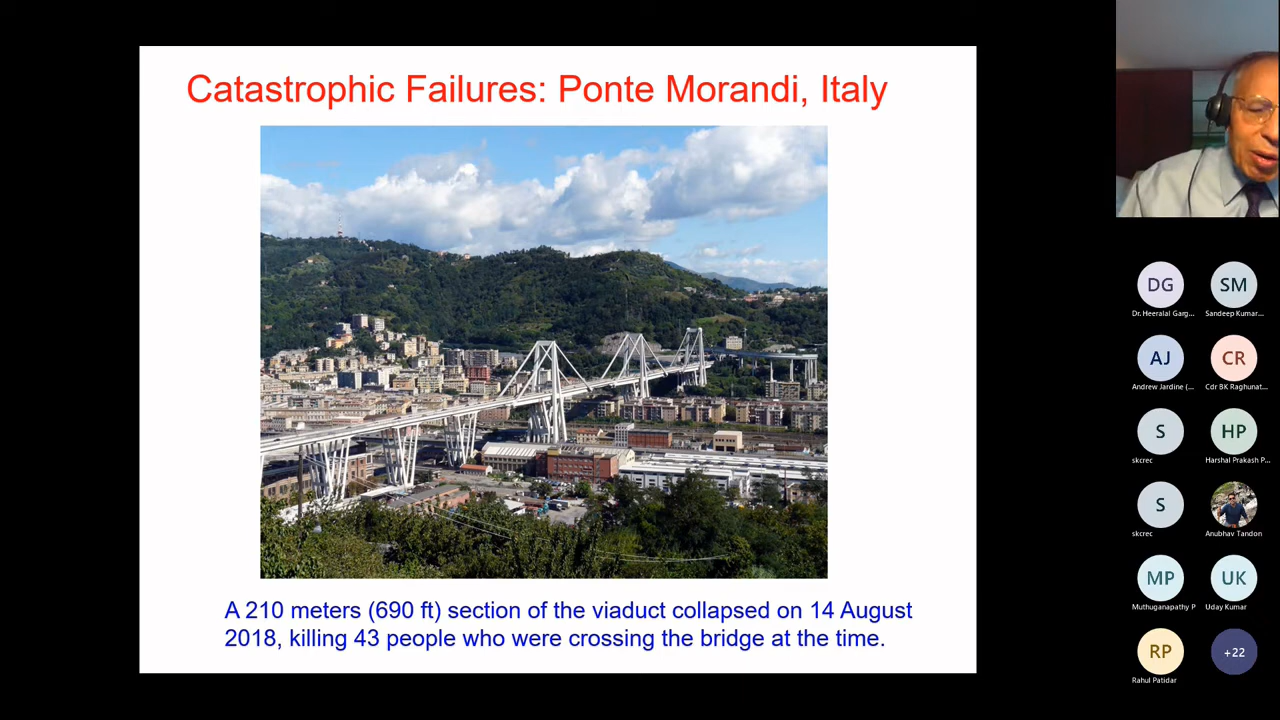 Catastrophic Failures: Ponte Morandi, Italy
A 210 meters (690 ft) section of the viaduct collapsed on 14 August
2018, killing 43 people who were crossing the bridge at the time.
DG
SM
Dr. Heeralal Garg...
Sandeep Kumar...
AJ
CR
Andrew Jardine (...
Cdr BK Raghunat...
S
HP
skcrec
Harshal Prakash P...
S
skcrec
Anubhav Tandon
MP
UK
Muthuganapathy P
Uday Kumar
RP
+22
Rahul Patidar